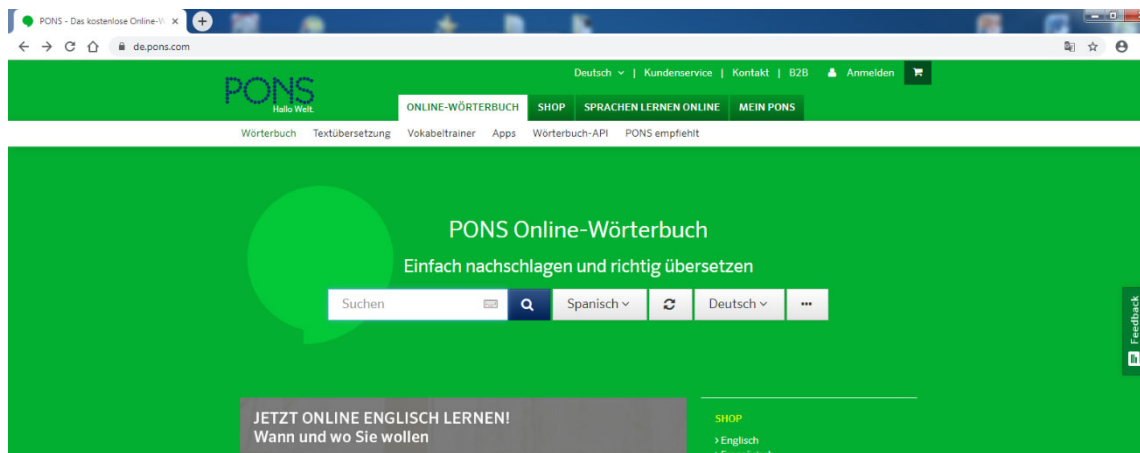 PONS - Das kostenlose Online-W
de.pons.com
Deutsch | Kundenservice | Kontakt | B2B Anmelden
PONS
Hallo Welt.
ONLINE-WÖRTERBUCH SHOP SPRACHEN LERNEN ONLINE MEIN PONS
Wörterbuch Textübersetzung Vokabeltrainer Apps Wörterbuch-API PONS empfiehlt
PONS Online-Wörterbuch
Einfach nachschlagen und richtig übersetzen
Suchen Spanisch Deutsch ...
Feedback
JETZT ONLINE ENGLISCH LERNEN!
Wann und wo Sie wollen
SHOP
> Englisch